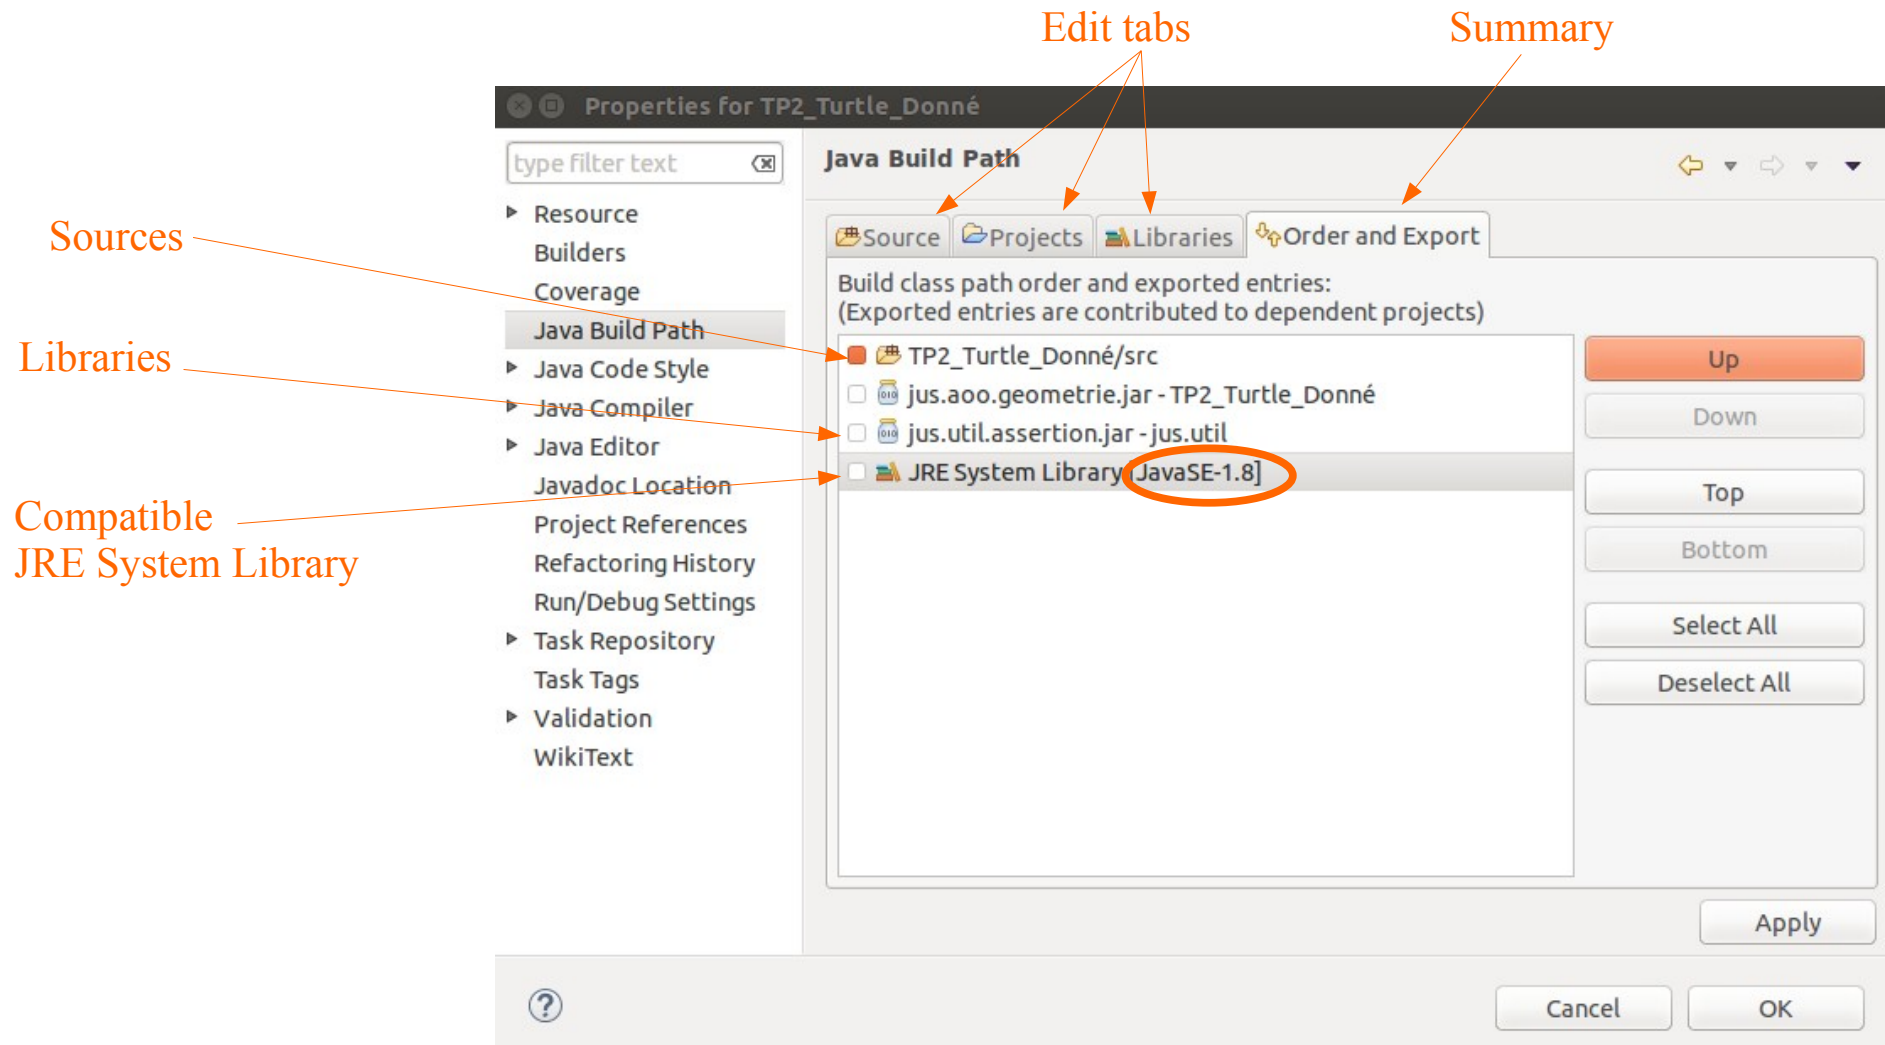 Edit tabs
Summary
Properties for TP2_Turtle_Donné
type filter text
Java Build Path
Resource
Builders
Coverage
Java Build Path
Java Code Style
Java Compiler
Java Editor
Javadoc Location
Project References
Refactoring History
Run/Debug Settings
Task Repository
Task Tags
Validation
WikiText
Sources
Libraries
Compatible
JRE System Library
Source
Projects
Libraries
Order and Export
Build class path order and exported entries:
(Exported entries are contributed to dependent projects)
TP2_Turtle_Donné/src
jus.aoo.geometrie.jar - TP2_Turtle_Donné
jus.util.assertion.jar - jus.util
JRE System Library [JavaSE-1.8]
Up
Down
Top
Bottom
Select All
Deselect All
Apply
Cancel
OK